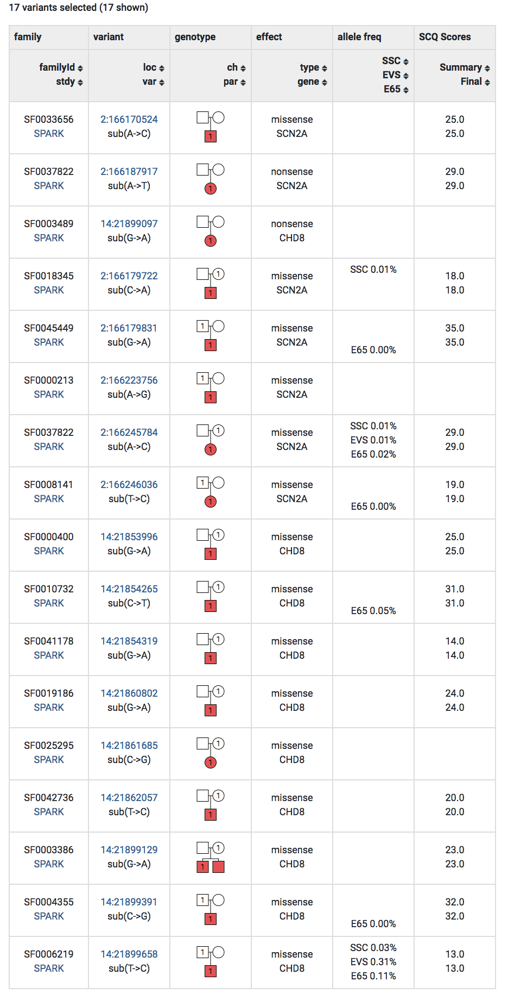 17 variants selected (17 shown)
family variant genotype effect allele freq SCQ Scores
familyId loc ch type SSC Summary
stdy var par gene EVS Final
E65
SF0033656 2:166170524 missense 25.0
SPARK sub(A->C) 1 SCN2A 25.0
SF0037822 2:166187917 nonsense 29.0
SPARK sub(A->T) 1 SCN2A 29.0
SF0003489 14:21899097 nonsense
SPARK sub(G->A) 1 CHD8
SF0018345 2:166179722 1 missense SSC 0.01% 18.0
SPARK sub(C->A) 1 SCN2A 18.0
SF0045449 2:166179831 1 missense 35.0
SPARK sub(G->A) 1 SCN2A E65 0.00% 35.0
SF0000213 2:166223756 1 missense
SPARK sub(A->G) 1 SCN2A
SF0037822 2:166245784 1 missense SSC 0.01% 29.0
SPARK sub(A->C) 1 SCN2A EVS 0.01% 29.0
E65 0.02%
SF0008141 2:166246036 1 missense 19.0
SPARK sub(T->C) 1 SCN2A E65 0.00% 19.0
SF0000400 14:21853996 1 missense 25.0
SPARK sub(G->A) 1 CHD8 25.0
SF0010732 14:21854265 1 missense 31.0
SPARK sub(C->T) 1 CHD8 E65 0.05% 31.0
SF0041178 14:21854319 1 missense 14.0
SPARK sub(G->A) 1 CHD8 14.0
SF0019186 14:21860802 1 missense 24.0
SPARK sub(G->A) 1 CHD8 24.0
SF0025295 14:21861685 1 missense
SPARK sub(C->G) 1 CHD8
SF0042736 14:21862057 1 missense 20.0
SPARK sub(T->C) 1 CHD8 20.0
SF0003386 14:21899129 1 missense 23.0
SPARK sub(G->A) 1 CHD8 23.0
SF0004355 14:21899391 1 missense 32.0
SPARK sub(C->G) 1 CHD8 E65 0.00% 32.0
SF0006219 14:21899658 1 missense SSC 0.03% 13.0
SPARK sub(T->C) 1 CHD8 EVS 0.31% 13.0
E65 0.11%